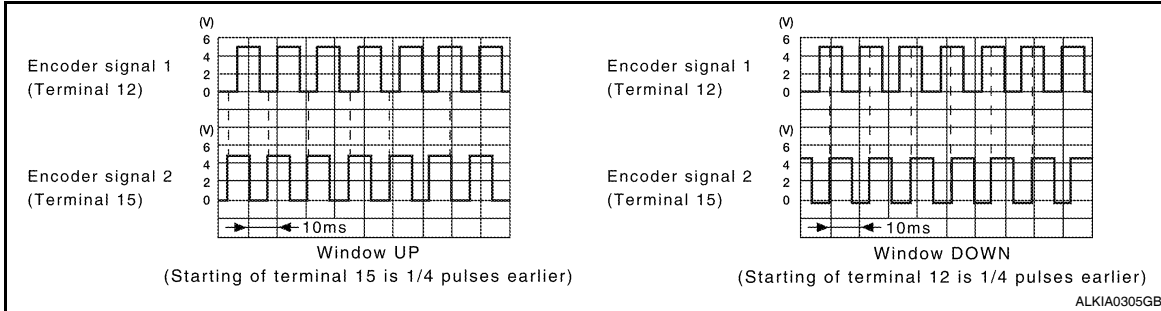 (V)
6
4
2
0
Encoder signal 1
(Terminal 12)
(V)
6
4
2
0
Encoder signal 2
(Terminal 15)
10ms
Window UP
(Starting of terminal 15 is 1/4 pulses earlier)
(V)
6
4
2
0
Encoder signal 1
(Terminal 12)
(V)
6
4
2
0
Encoder signal 2
(Terminal 15)
10ms
Window DOWN
(Starting of terminal 12 is 1/4 pulses earlier)
ALKIA0305GB